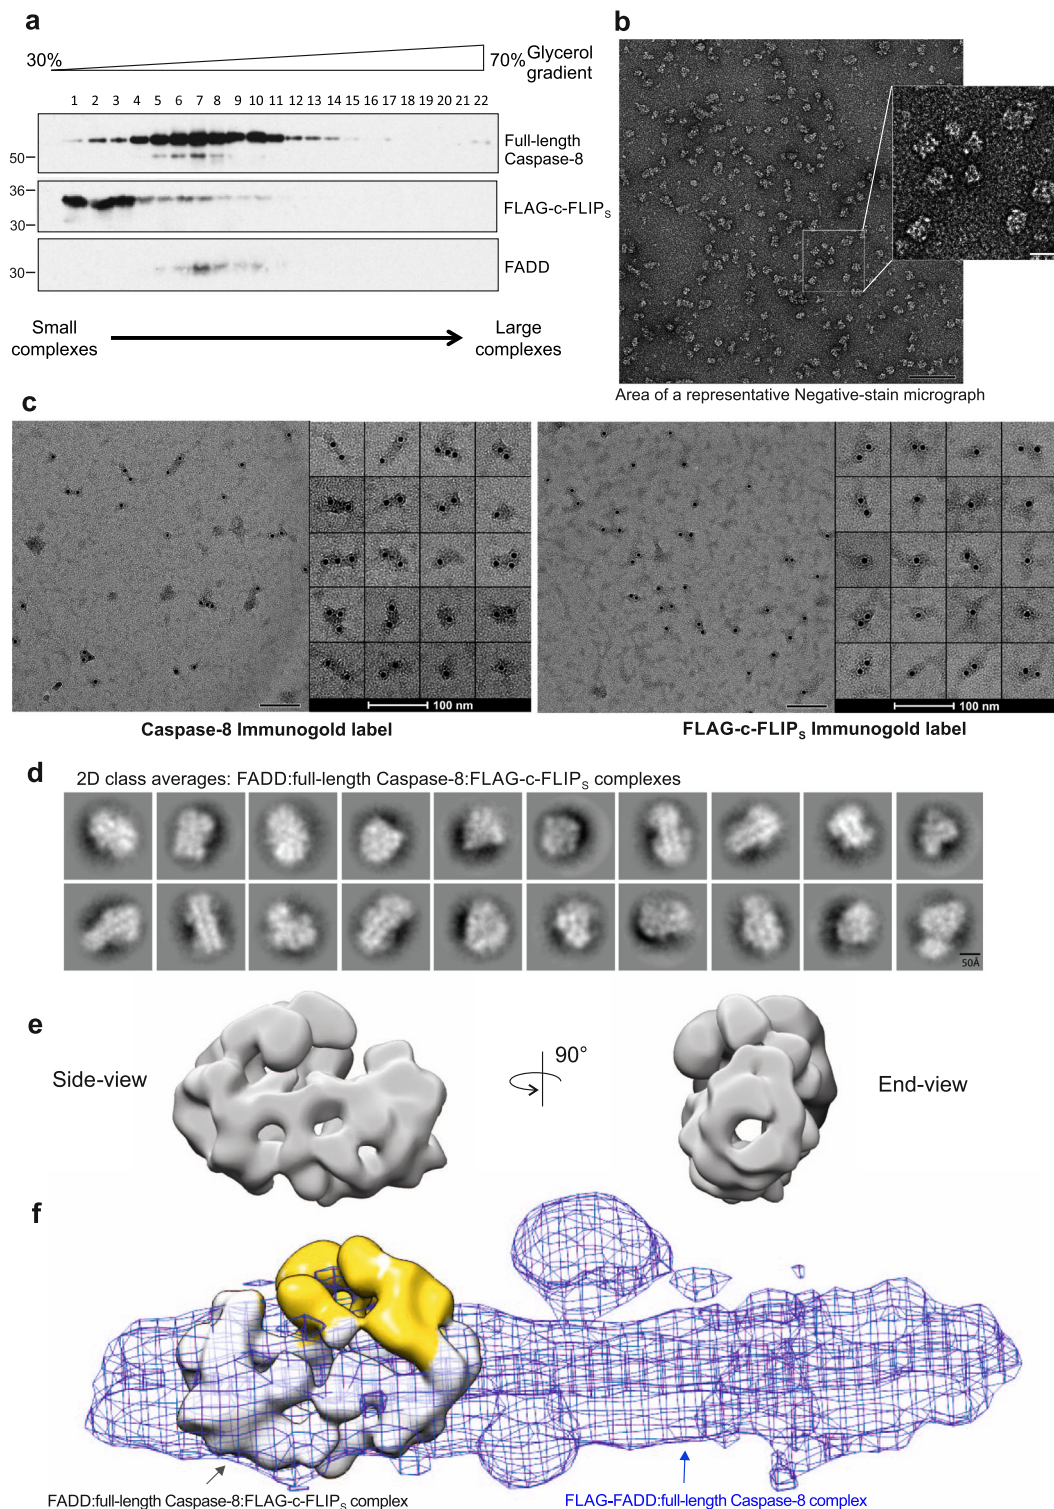 a
30%
70%
Glycerol
gradient
1 2 3 4 5 6 7 8 9 10 11 12 13 14 15 16 17 18 19 20 21 22
50
Full-length
Caspase-8
36
30
FLAG-c-FLIPS
30
FADD
Small
complexes
Large
complexes
b
Area of a representative Negative-stain micrograph
c
100 nm
100 nm
Caspase-8 Immunogold label
FLAG-c-FLIPS Immunogold label
d
2D class averages: FADD:full-length Caspase-8:FLAG-c-FLIPS complexes
50Å
e
Side-view
90°
End-view
f
FADD:full-length Caspase-8:FLAG-c-FLIPS complex
FLAG-FADD:full-length Caspase-8 complex